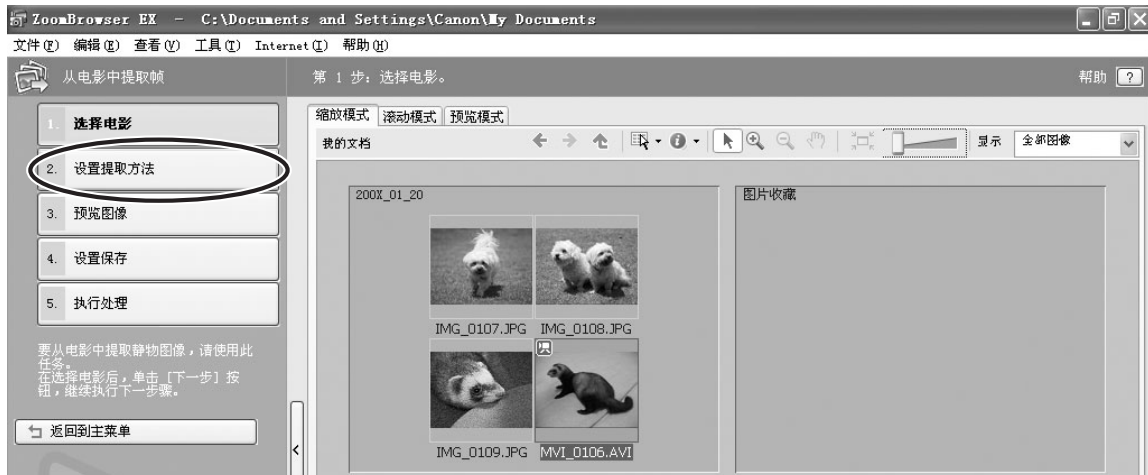 ZoomBrowser EX – C:\Documents and Settings\Canon\My Documents
文件(F) 编辑(E) 查看(V) 工具(T) Internet(I) 帮助(H)
从电影中提取帧
第 1 步: 选择电影。
帮助 ?
1. 选择电影
2. 设置提取方法
3. 预览图像
4. 设置保存
5. 执行处理
要从电影中提取静物图像，请使用此
任务。
在选择电影后，单击 [下一步] 按
钮，继续执行下一步骤。
返回到主菜单
缩放模式 滚动模式 预览模式
我的文档
显示 全部图像
200X_01_20
IMG_0107.JPG IMG_0108.JPG
IMG_0109.JPG MVI_0106.AVI
图片收藏